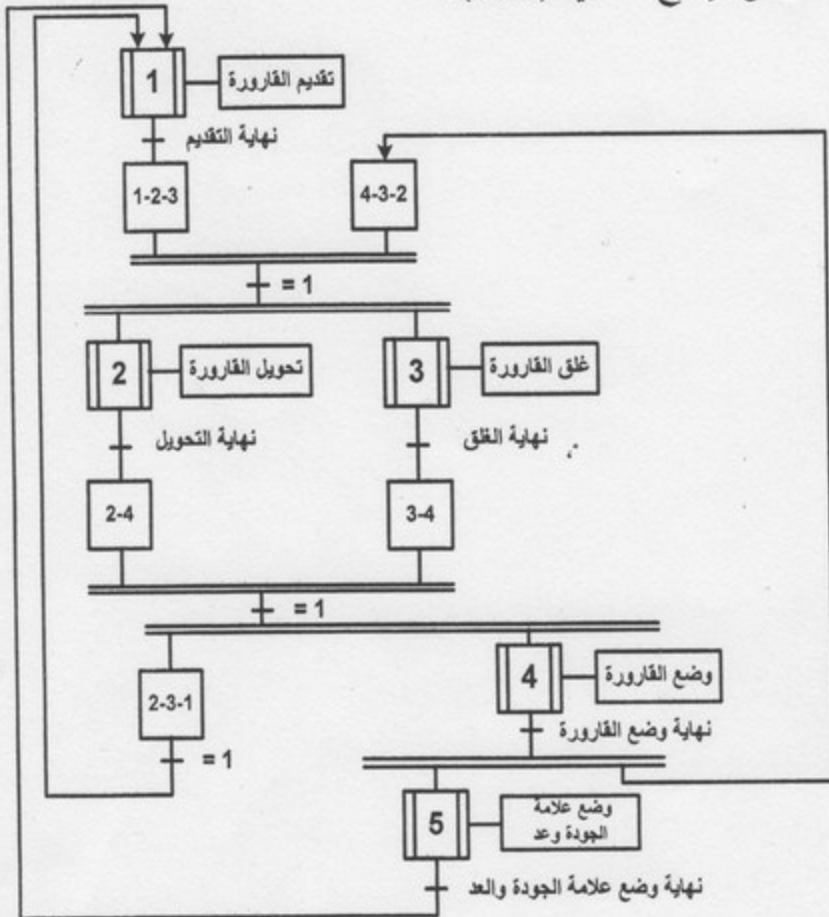 1
تقديم القارورة
نهاية التقديم
1-2-3
4-3-2
= 1
2
تحويل القارورة
3
غلق القارورة
نهاية التحويل
نهاية الغلق
2-4
3-4
= 1
2-3-1
4
وضع القارورة
= 1
نهاية وضع القارورة
5
وضع علامة
الجودة وعد
نهاية وضع علامة الجودة والعد